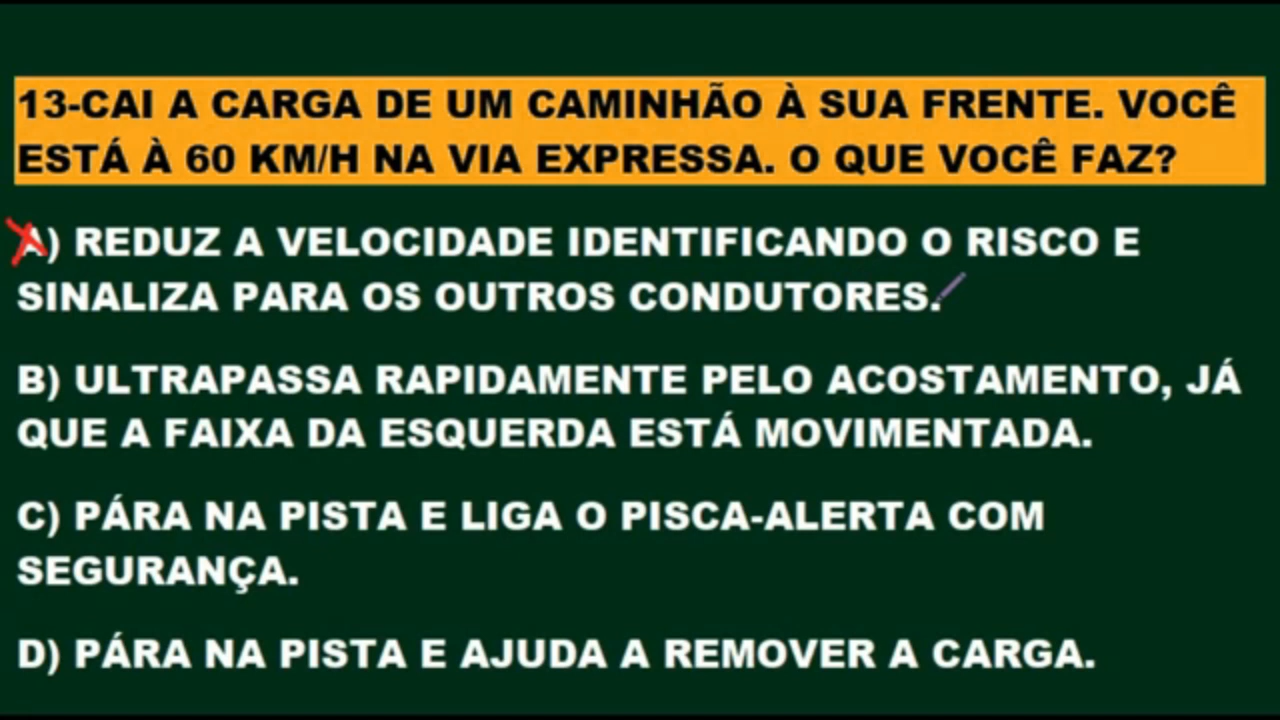 13-CAI A CARGA DE UM CAMINHÃO À SUA FRENTE. VOCÊ
ESTÁ À 60 KM/H NA VIA EXPRESSA. O QUE VOCÊ FAZ?
A) REDUZ A VELOCIDADE IDENTIFICANDO O RISCO E
SINALIZA PARA OS OUTROS CONDUTORES.
B) ULTRAPASSA RAPIDAMENTE PELO ACOSTAMENTO, JÁ
QUE A FAIXA DA ESQUERDA ESTÁ MOVIMENTADA.
C) PÁRA NA PISTA E LIGA O PISCA-ALERTA COM
SEGURANÇA.
D) PÁRA NA PISTA E AJUDA A REMOVER A CARGA.